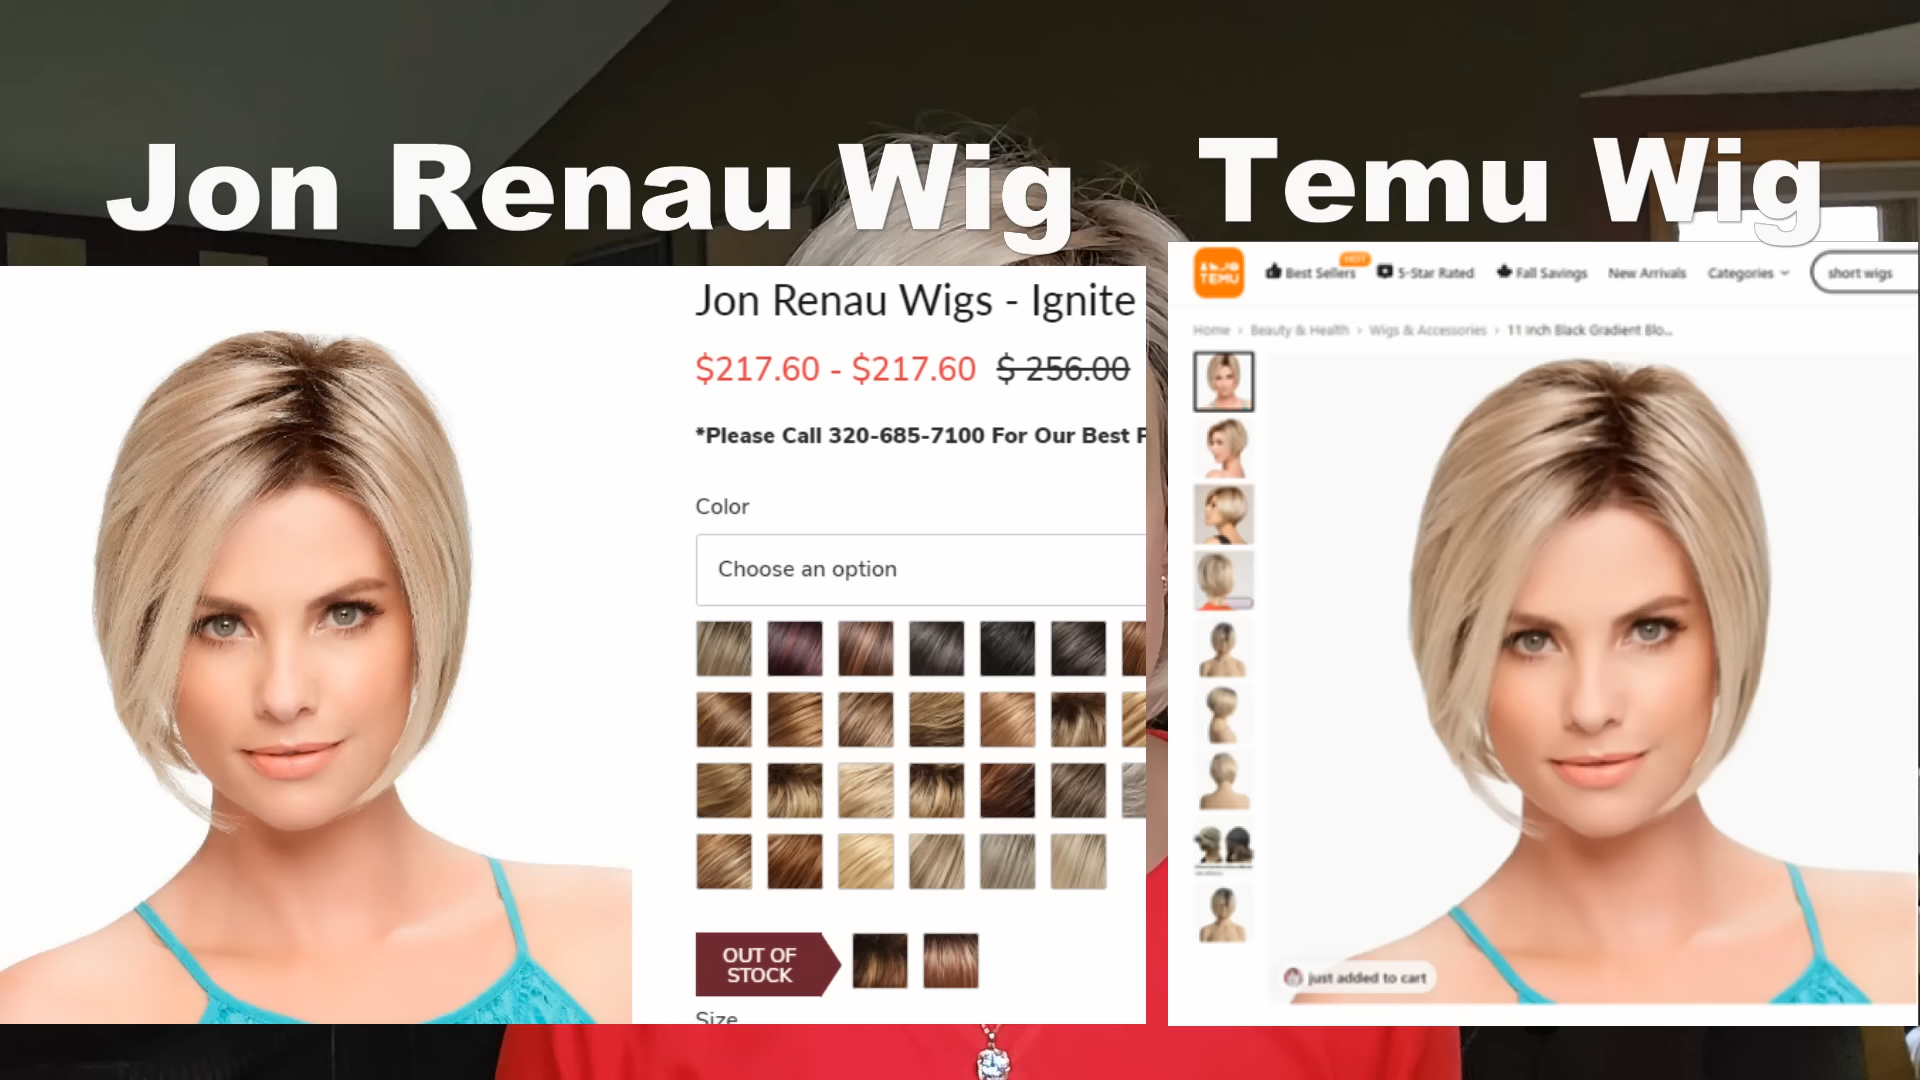 Jon Renau Wig
Jon Renau Wigs - Ignite
$217.60 - $217.60 $ 256.00
*Please Call 320-685-7100 For Our Best
Color
Choose an option
OUT OF
STOCK
Size
Temu Wig
TEMU
Best Sellers HOT 5-Star Rated Fall Savings New Arrivals Categories short wigs
Home › Beauty & Health › Wigs & Accessories › 11 Inch Black Gradient Blo...
just added to cart